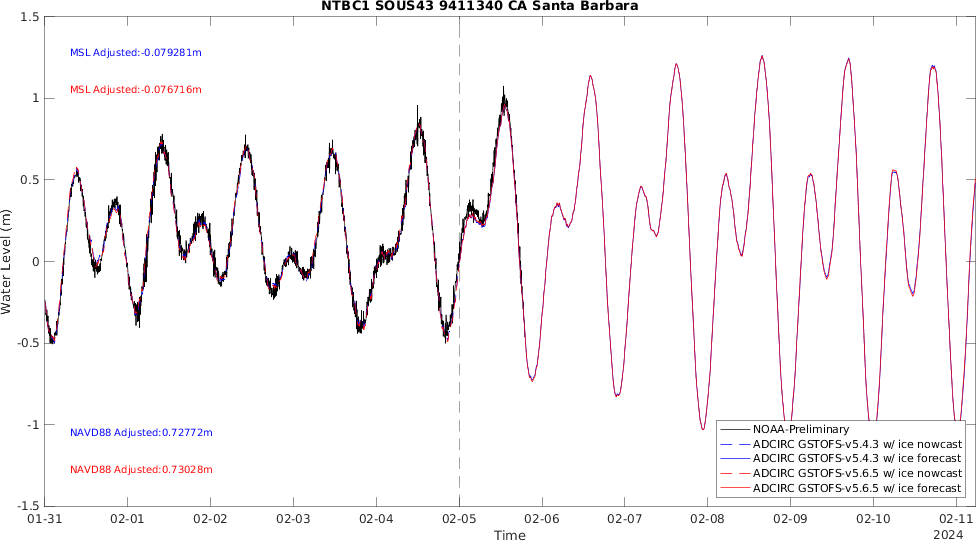 NTBC1 SOUS43 9411340 CA Santa Barbara
1.5
1
0.5
0
-0.5
-1
-1.5
Water Level (m)
MSL Adjusted:-0.079281m
MSL Adjusted:-0.076716m
NAVD88 Adjusted:0.72772m
NAVD88 Adjusted:0.73028m
NOAA-Preliminary
ADCIRC GSTOFS-v5.4.3 w/ ice nowcast
ADCIRC GSTOFS-v5.4.3 w/ ice forecast
ADCIRC GSTOFS-v5.6.5 w/ ice nowcast
ADCIRC GSTOFS-v5.6.5 w/ ice forecast
01-31 02-01 02-02 02-03 02-04 02-05 02-06 02-07 02-08 02-09 02-10 02-11
Time
2024